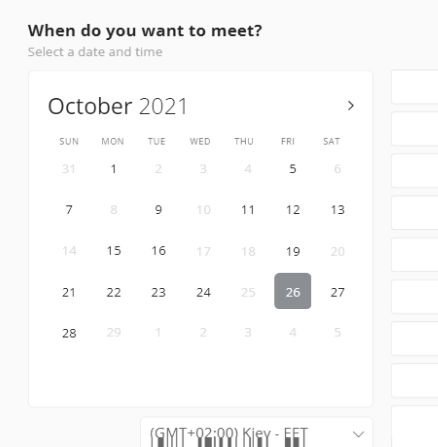 When do you want to meet?
Select a date and time
October 2021
SUN MON TUE WED THU FRI SAT
31 1 2 3 4 5 6
7 8 9 10 11 12 13
14 15 16 17 18 19 20
21 22 23 24 25 26 27
28 29 1 2 3 4 5
(GMT+02:00) Kiev - EET